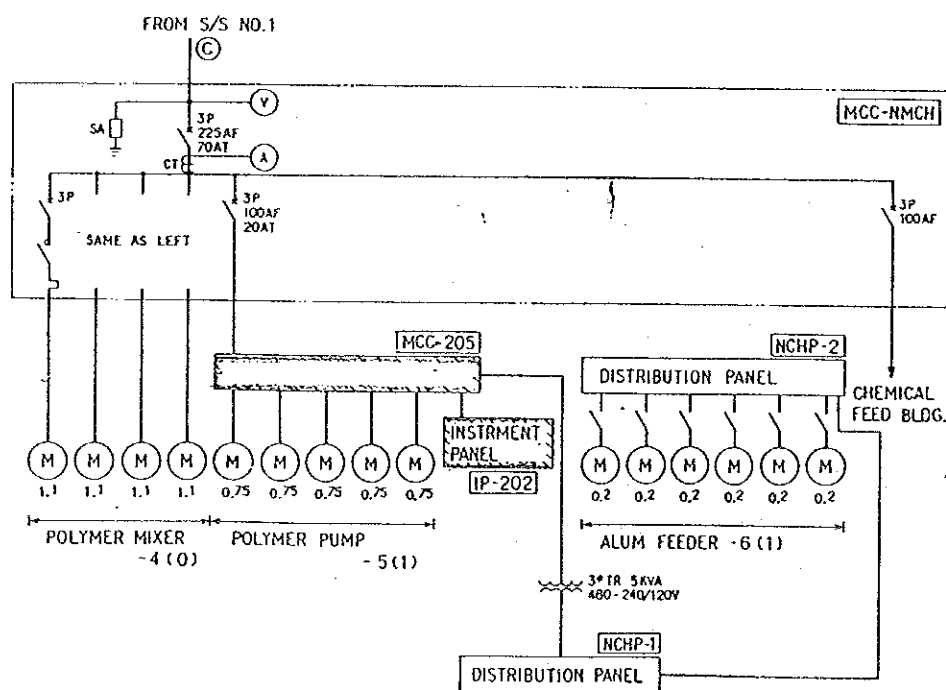 FROM S/S NO.1
C
V
MCC-NMCH
SA
3P
225AF
70AT
A
CT
3P
3P
100AF
20AT
3P
100AF
SAME AS LEFT
MCC-205
NCHP-2
DISTRIBUTION PANEL
CHEMICAL
FEED BLDG.
INSTRMENT
PANEL
IP-202
M M M M M M M M M
M M M M M M
1.1 1.1 1.1 1.1 0.75 0.75 0.75 0.75 0.75
0.2 0.2 0.2 0.2 0.2 0.2
POLYMER MIXER
-4(0)
POLYMER PUMP
-5(1)
ALUM FEEDER -6(1)
3φTR 5KVA
480-240/120V
NCHP-1
DISTRIBUTION PANEL